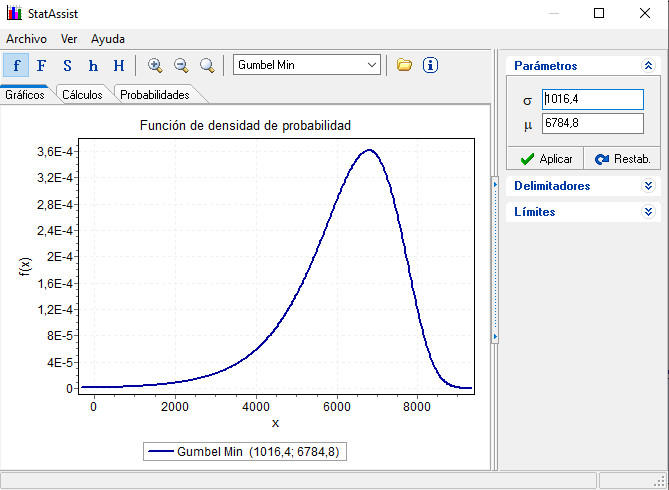 StatAssist
Archivo Ver Ayuda
f F S h H Gumbel Min
Gráficos Cálculos Probabilidades
Función de densidad de probabilidad
3,6E-4
3,2E-4
2,8E-4
2,4E-4
2E-4
1,6E-4
1,2E-4
8E-5
4E-5
0
f(x)
0 2000 4000 6000 8000
x
Gumbel Min (1016,4; 6784,8)
Parámetros
σ 1016,4
μ 6784,8
Aplicar Restab.
Delimitadores
Límites